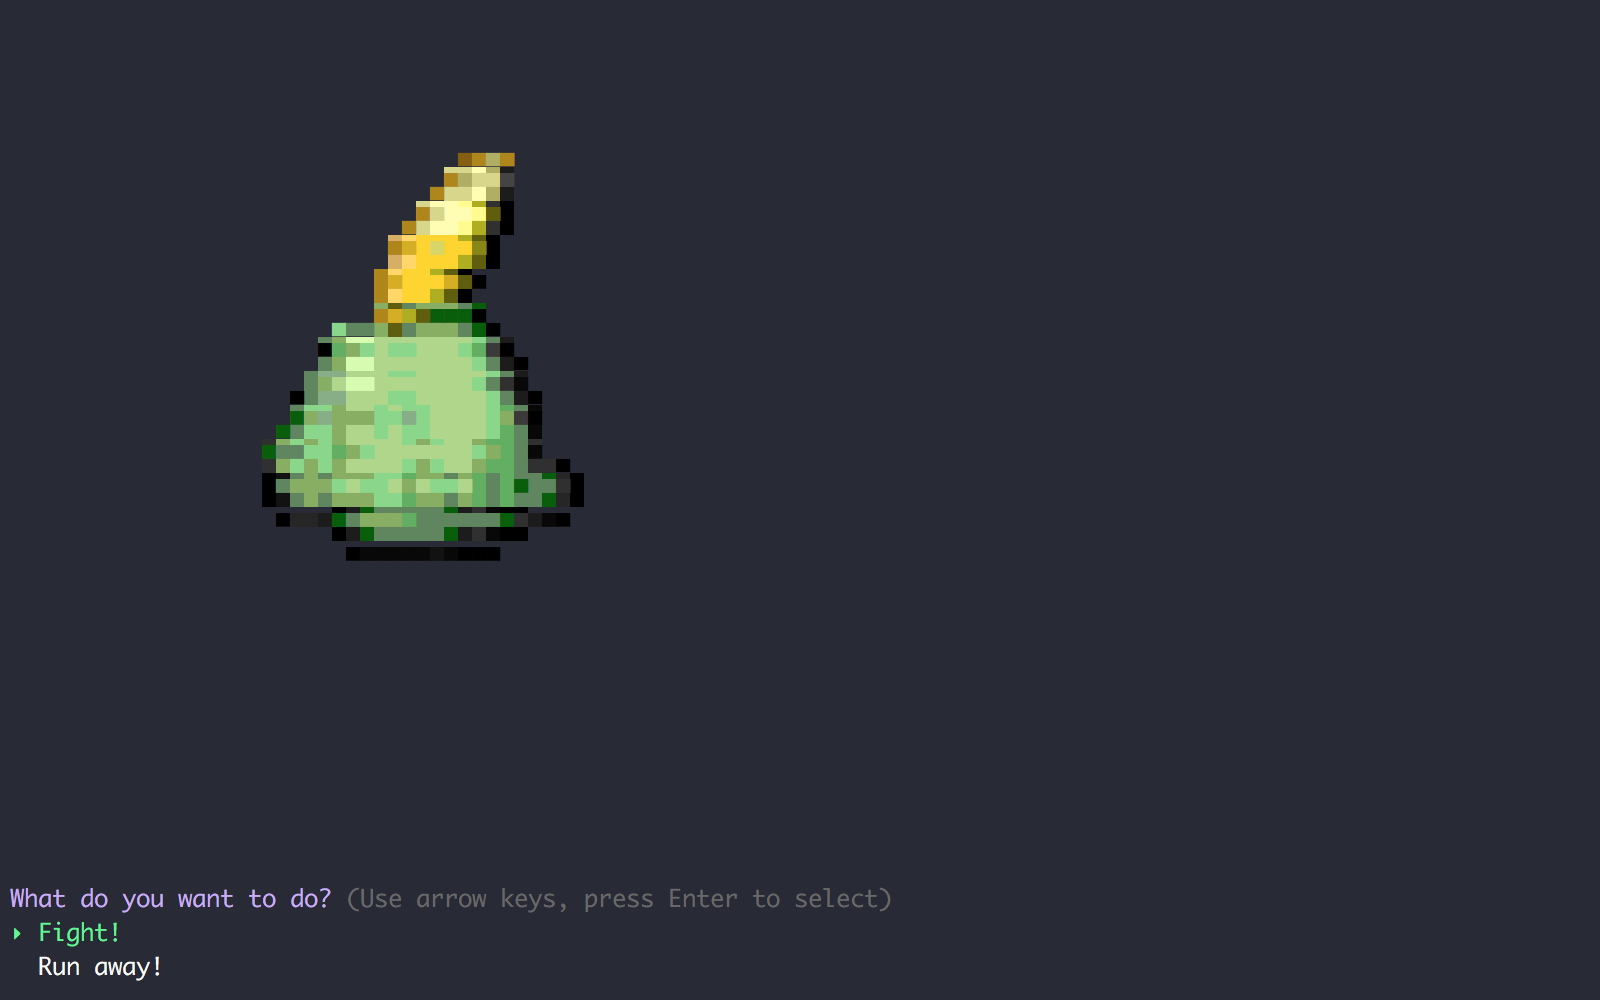 What do you want to do? (Use arrow keys, press Enter to select)
▸ Fight!
Run away!